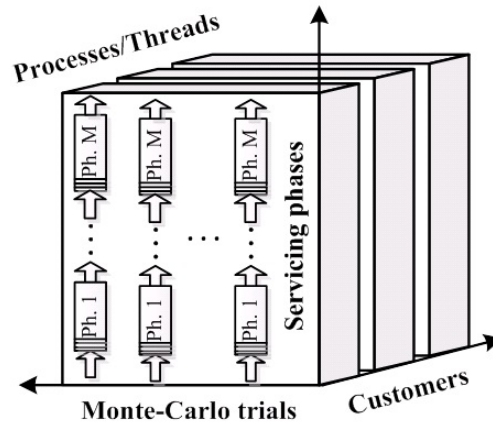 Processes/Threads
Ph. M
Ph. M
Ph. M
Servicing phases
. . .
Ph. 1
Ph. 1
Ph. 1
Monte-Carlo trials
Customers